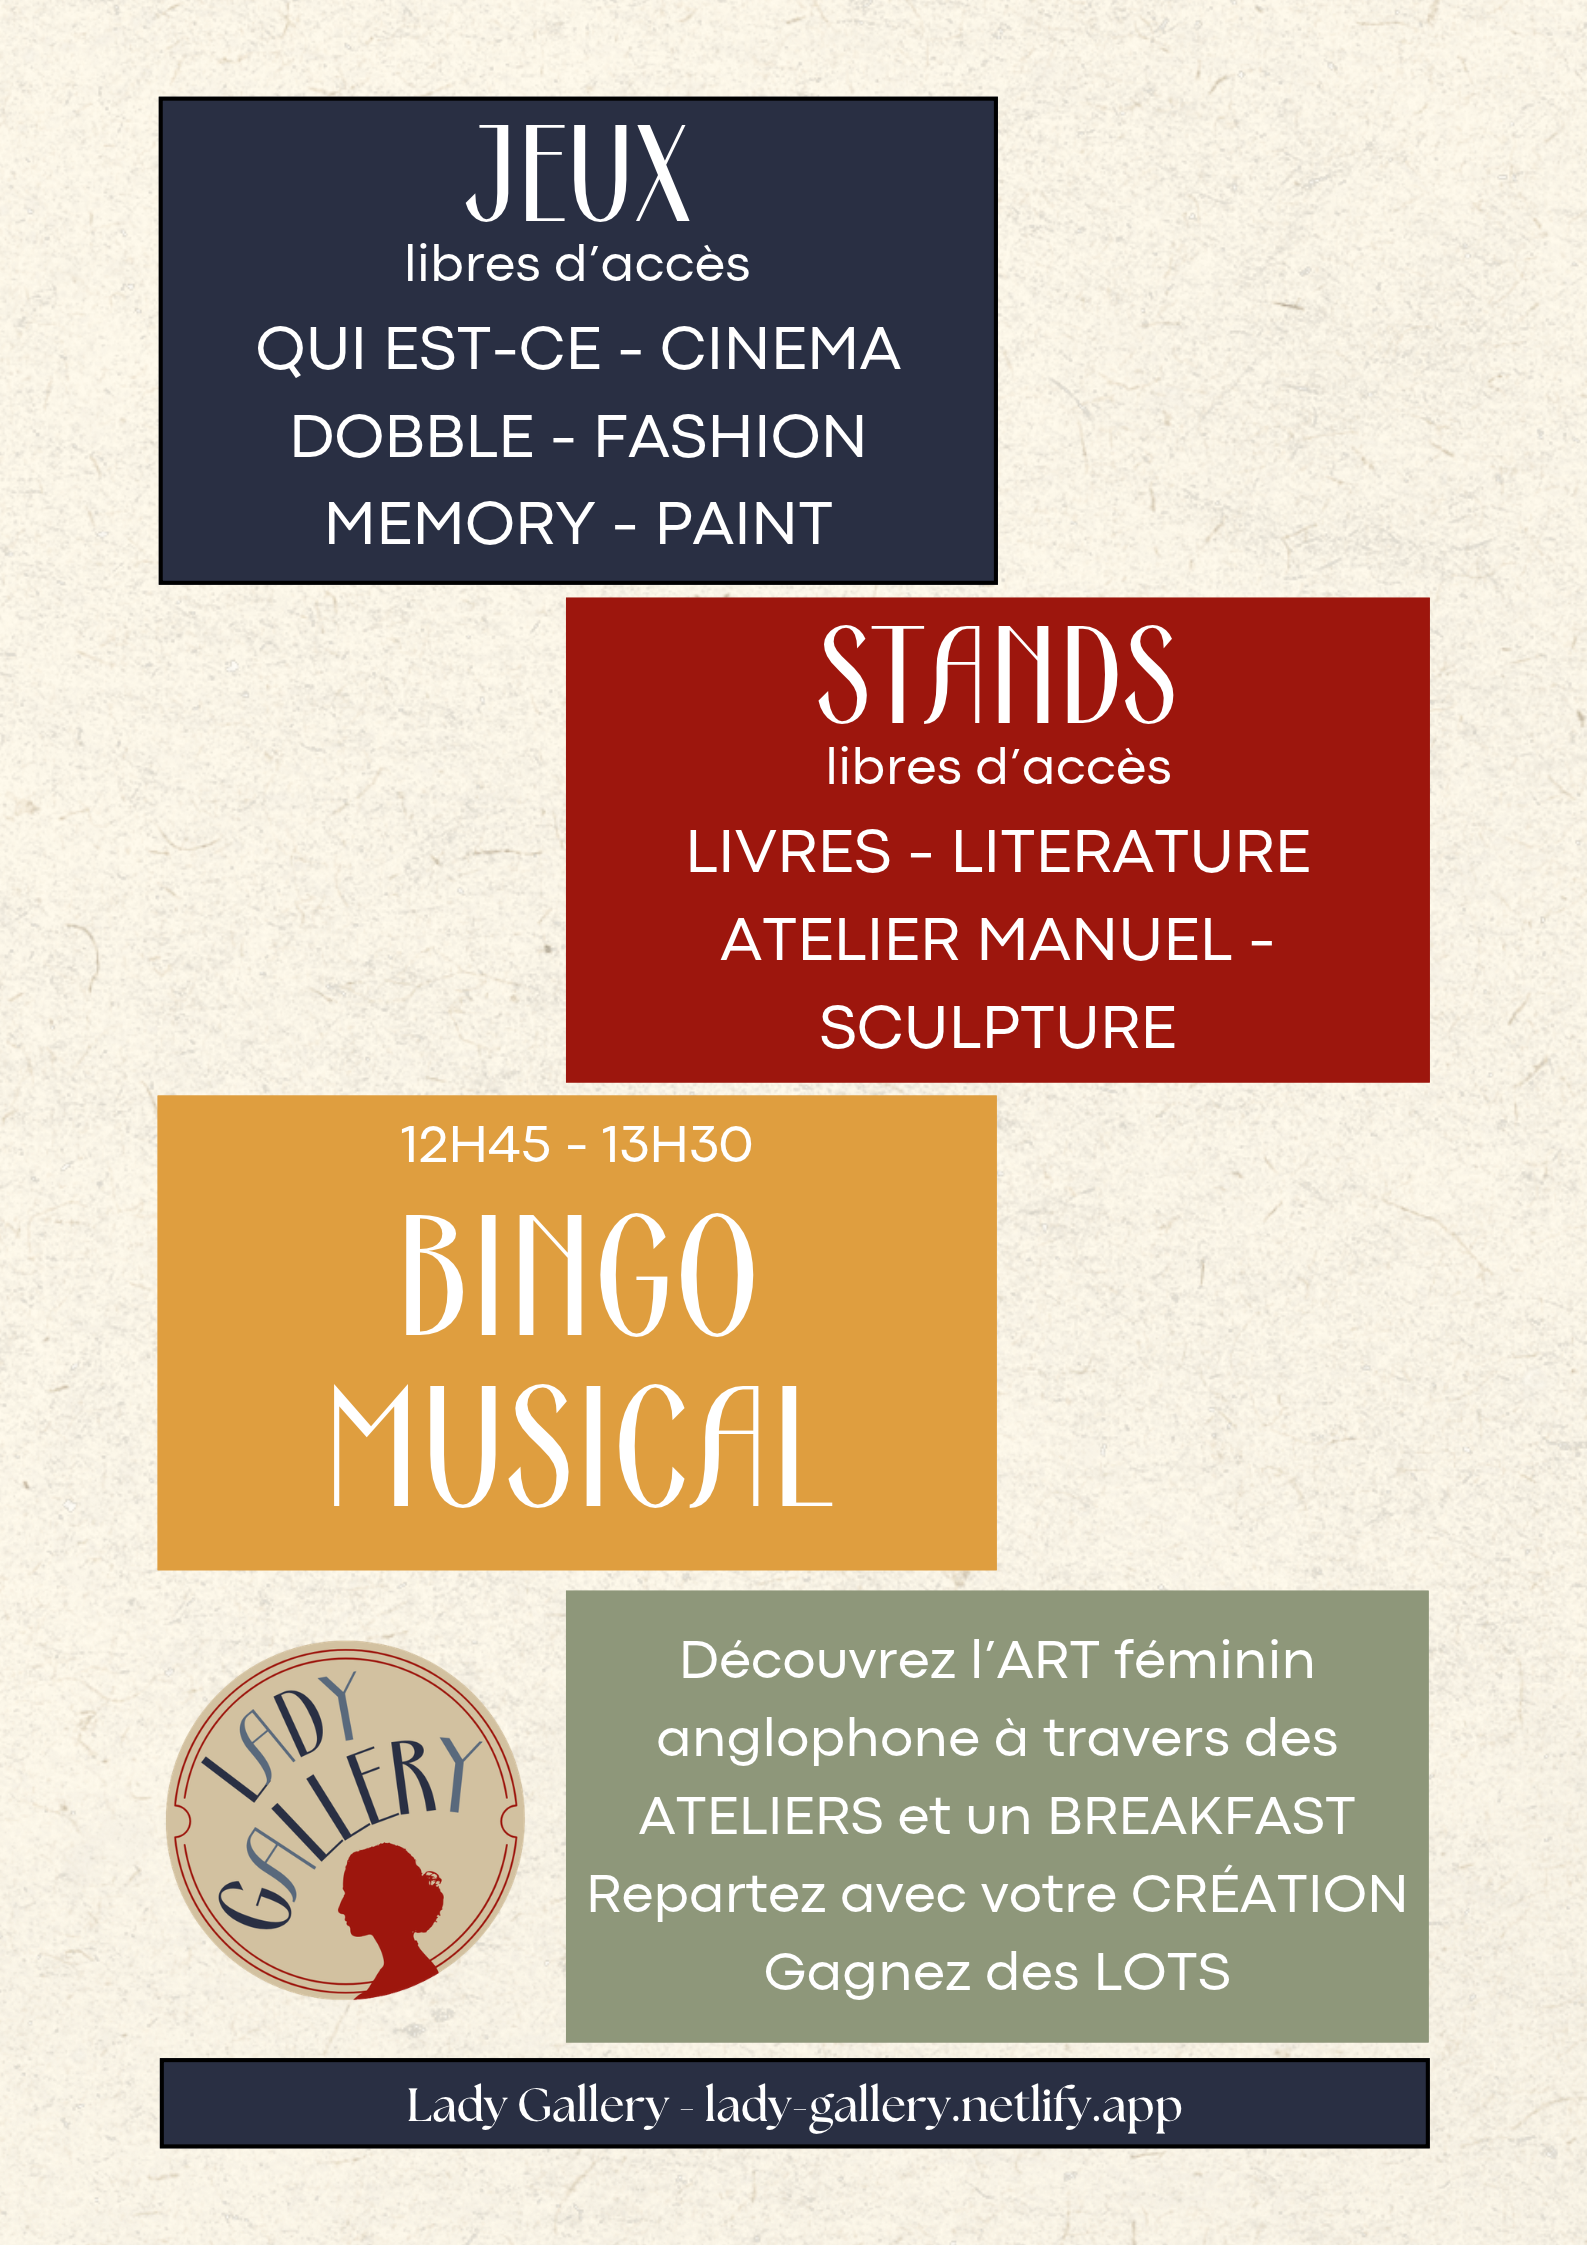 JEUX
libres d’accès
QUI EST-CE - CINEMA
DOBBLE - FASHION
MEMORY - PAINT
STANDS
libres d’accès
LIVRES - LITERATURE
ATELIER MANUEL -
SCULPTURE
12H45 - 13H30
BINGO
MUSICAL
LADY
GALLERY
Découvrez l’ART féminin
anglophone à travers des
ATELIERS et un BREAKFAST
Repartez avec votre CRÉATION
Gagnez des LOTS
Lady Gallery - lady-gallery.netlify.app